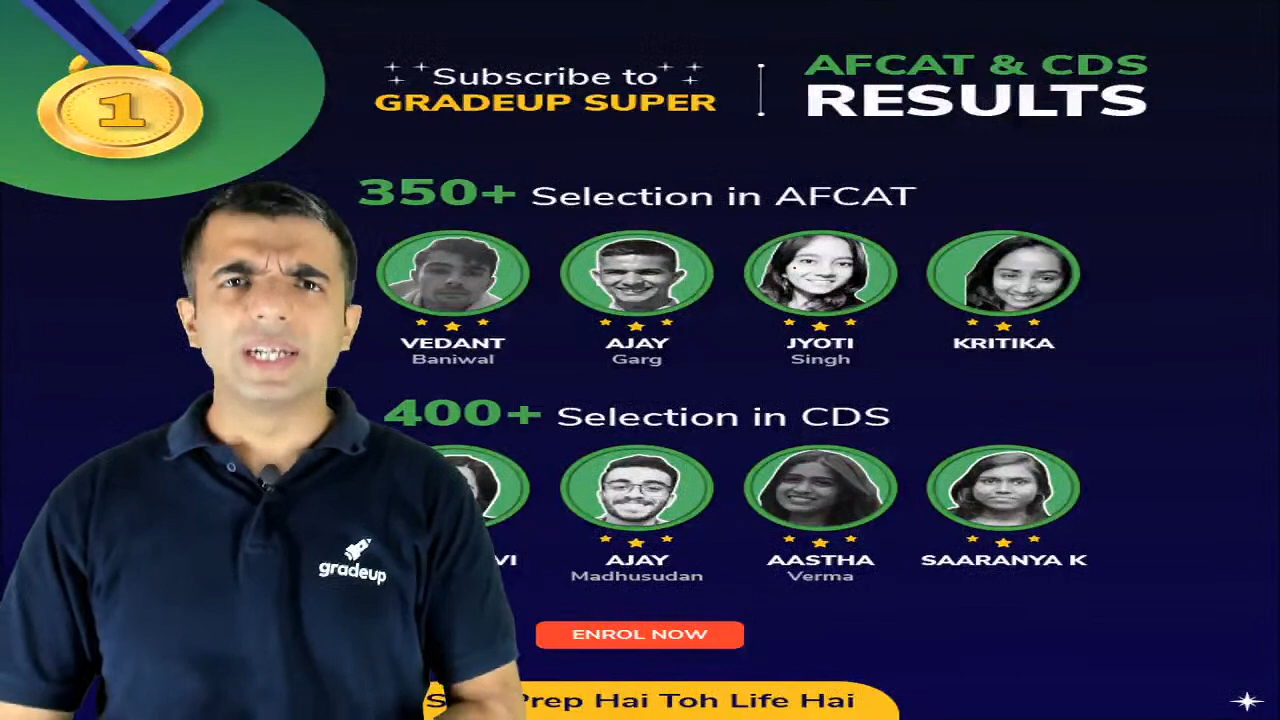 1
Subscribe to
GRADEUP SUPER
AFCAT & CDS
RESULTS
350+ Selection in AFCAT
VEDANT
Baniwal
AJAY
Garg
JYOTI
Singh
KRITIKA
400+ Selection in CDS
AJAY
Madhusudan
AASTHA
Verma
SAARANYA K
gradeup
ENROL NOW
Prep Hai Toh Life Hai